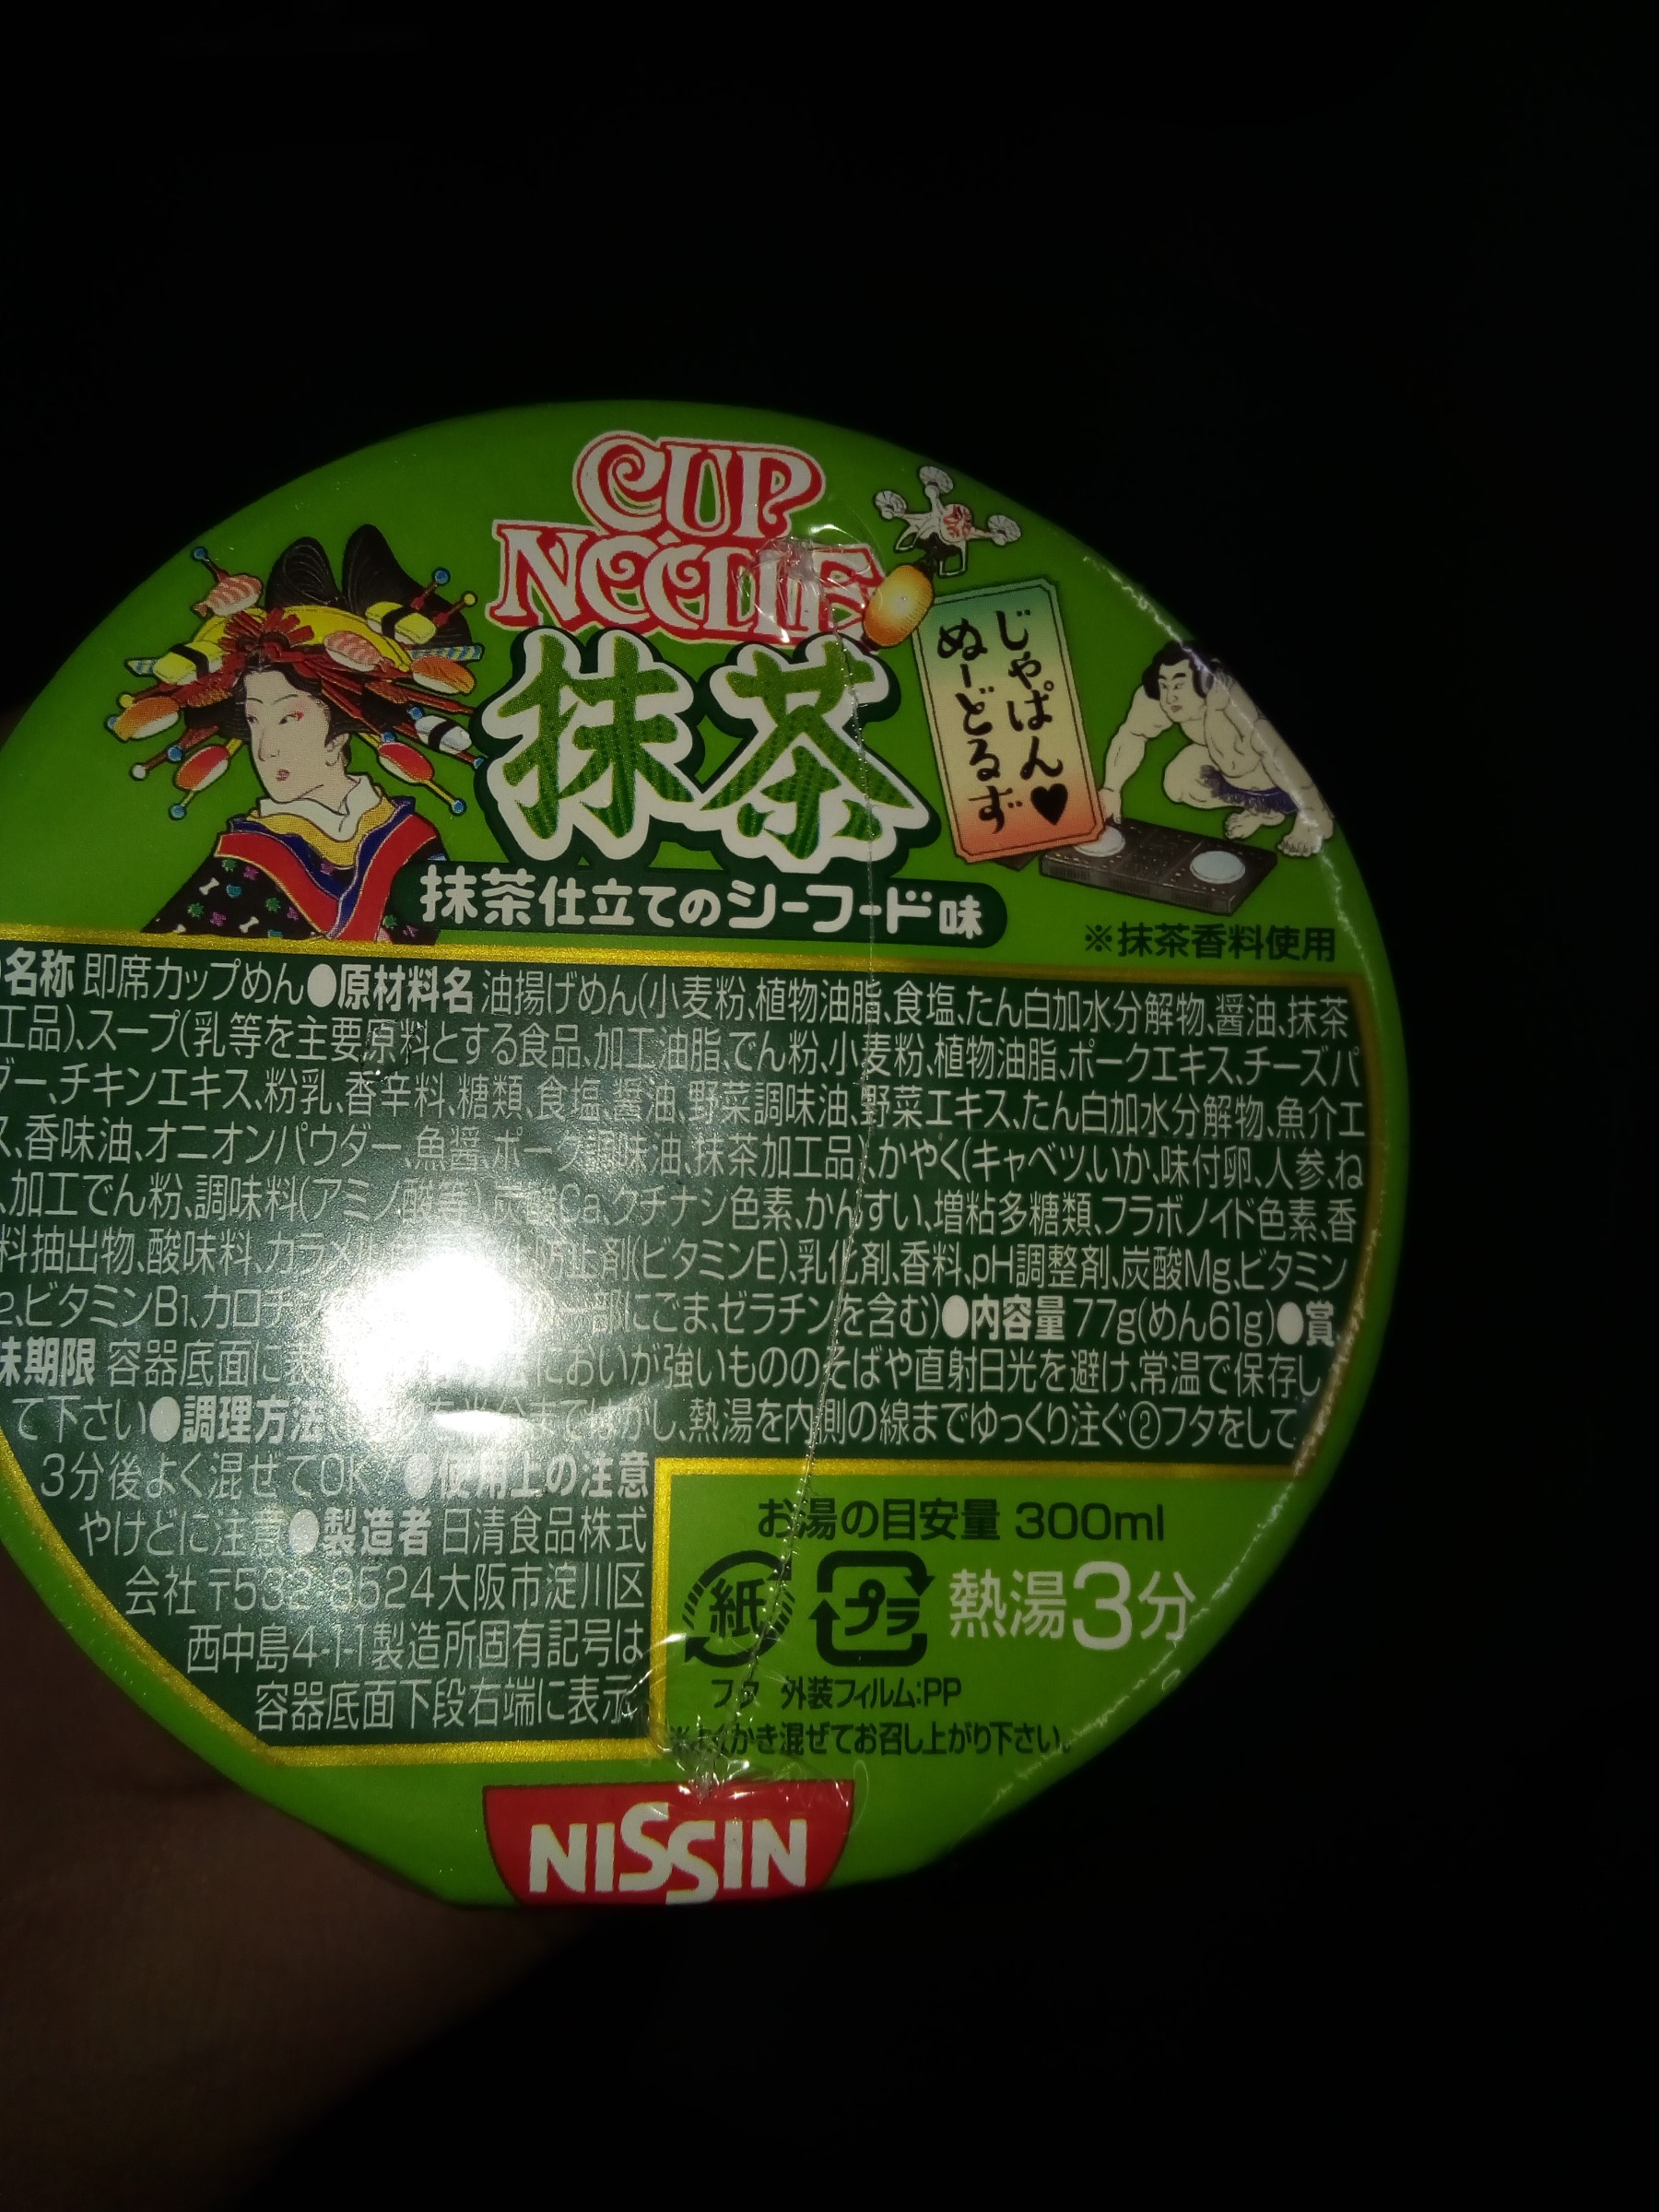 CUP
NOODLES
抹茶
じゃぱん♥
ぬーどるず
抹茶仕立てのシーフード味
※抹茶香料使用
名称 即席カップめん●原材料名 油揚げめん(小麦粉、植物油脂、食塩、たん白加水分解物、醤油、抹茶
工品)、スープ(乳等を主要原料とする食品、加工油脂、でん粉、小麦粉、植物油脂、ポークエキス、チーズパ
ダー、チキンエキス、粉乳、香辛料、糖類、食塩、醤油、野菜調味油、野菜エキス、たん白加水分解物、魚介エ
ス、香味油、オニオンパウダー、魚醤、ポーク調味油、抹茶加工品)、かやく(キャベツ、いか、味付卵、人参、ね
、加工でん粉、調味料(アミノ酸等)、炭酸Ca、クチナシ色素、かんすい、増粘多糖類、フラボノイド色素、香
料抽出物、酸味料、カラメル 防止剤(ビタミンE)、乳化剤、香料、pH調整剤、炭酸Mg、ビタミン
2、ビタミンB1、カロチン 一部にごま、ゼラチンを含む)●内容量 77g(めん61g)●賞
味期限 容器底面に表 においが強いもののそばや直射日光を避け、常温で保存し
て下さい●調理方法 まではがし、熱湯を内側の線までゆっくり注ぐ②フタをして
3分後よく混ぜてOK!●使用上の注意
やけどに注意●製造者 日清食品株式
会社 〒532-8524大阪市淀川区
西中島4-1-1製造所固有記号は
容器底面下段右端に表示
お湯の目安量 300ml
紙 プラ 熱湯3分
フタ 外装フィルム:PP
※よくかき混ぜてお召し上がり下さい。
NISSIN